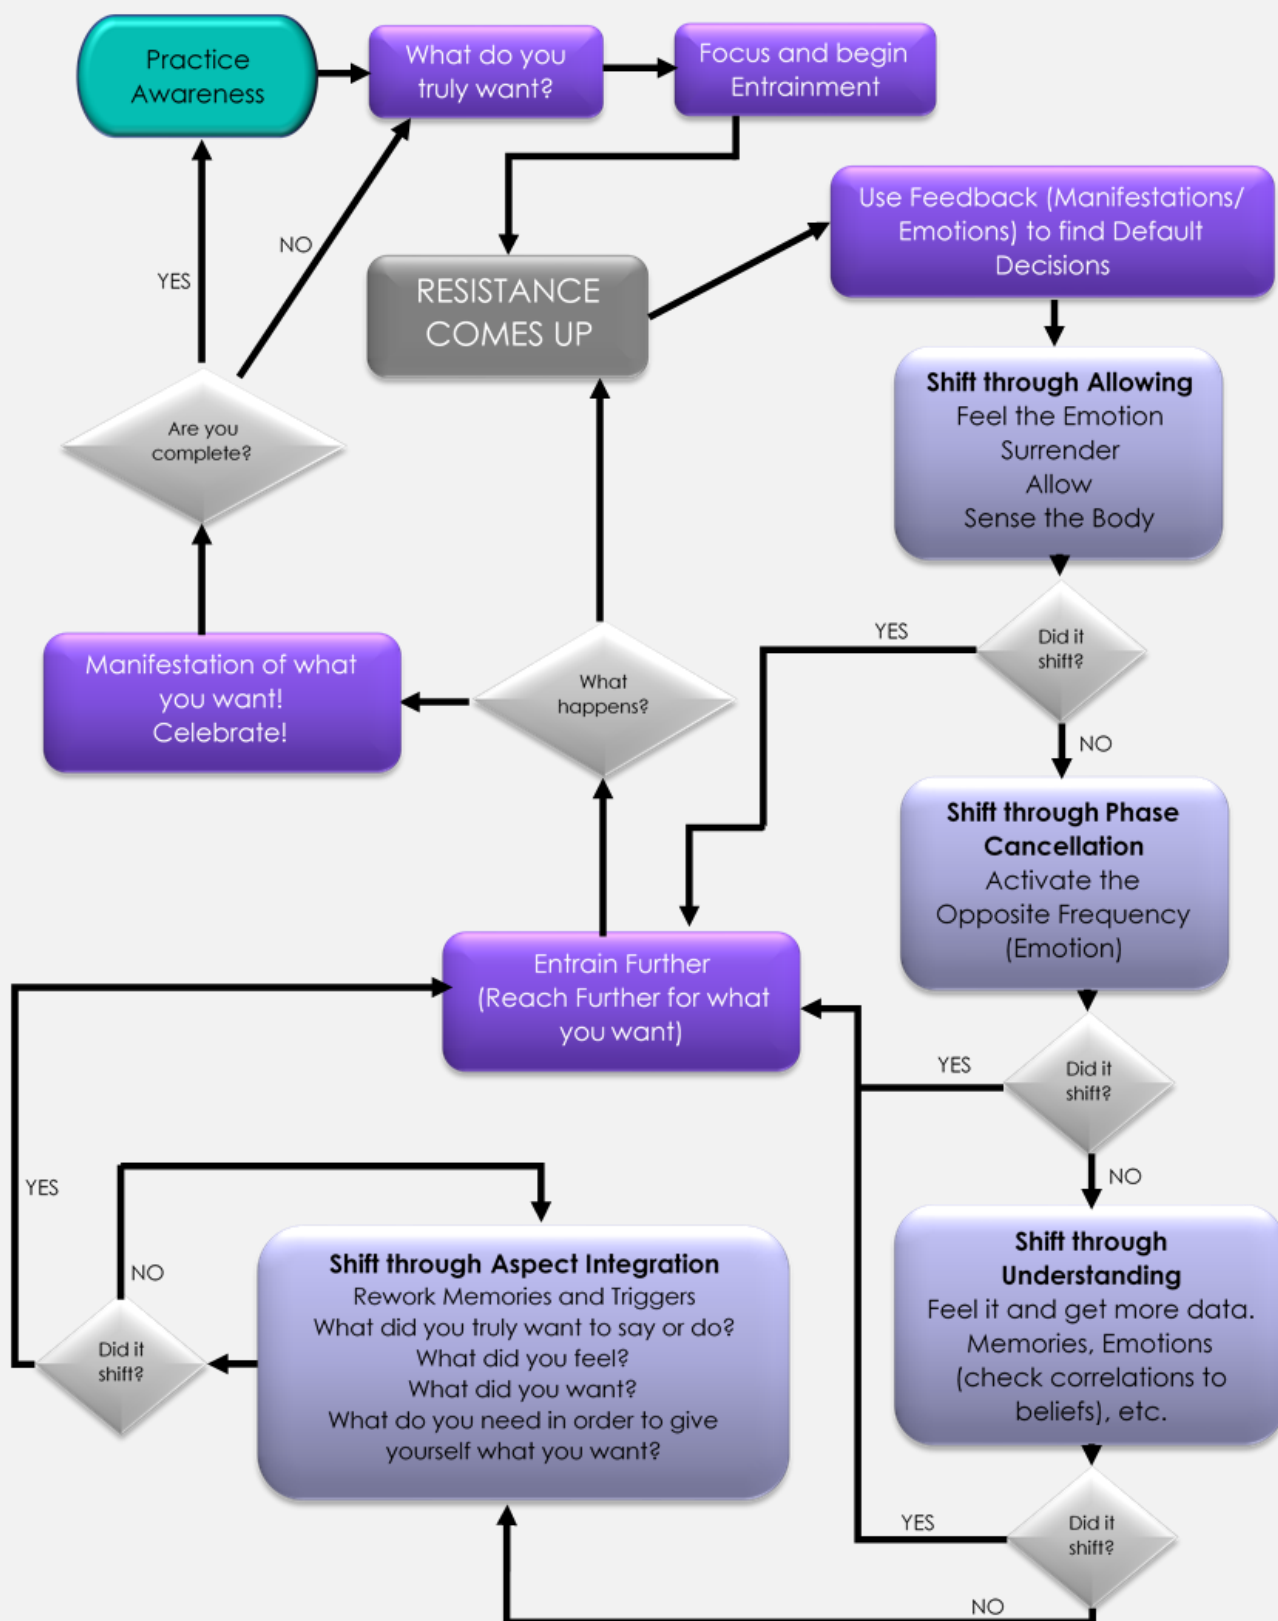 Practice
Awareness
What do you
truly want?
Focus and begin
Entrainment
NO
YES
RESISTANCE
COMES UP
Use Feedback (Manifestations/
Emotions) to find Default
Decisions
Shift through Allowing
Feel the Emotion
Surrender
Allow
Sense the Body
Are you
complete?
YES
Did it
shift?
NO
Manifestation of what
you want!
Celebrate!
What
happens?
Shift through Phase
Cancellation
Activate the
Opposite Frequency
(Emotion)
Entrain Further
(Reach Further for what
you want)
YES
Did it
shift?
NO
Shift through
Understanding
Feel it and get more data.
Memories, Emotions
(check correlations to
beliefs), etc.
YES
NO
Did it
shift?
Shift through Aspect Integration
Rework Memories and Triggers
What did you truly want to say or do?
What did you feel?
What did you want?
What do you need in order to give
yourself what you want?
YES
Did it
shift?
NO